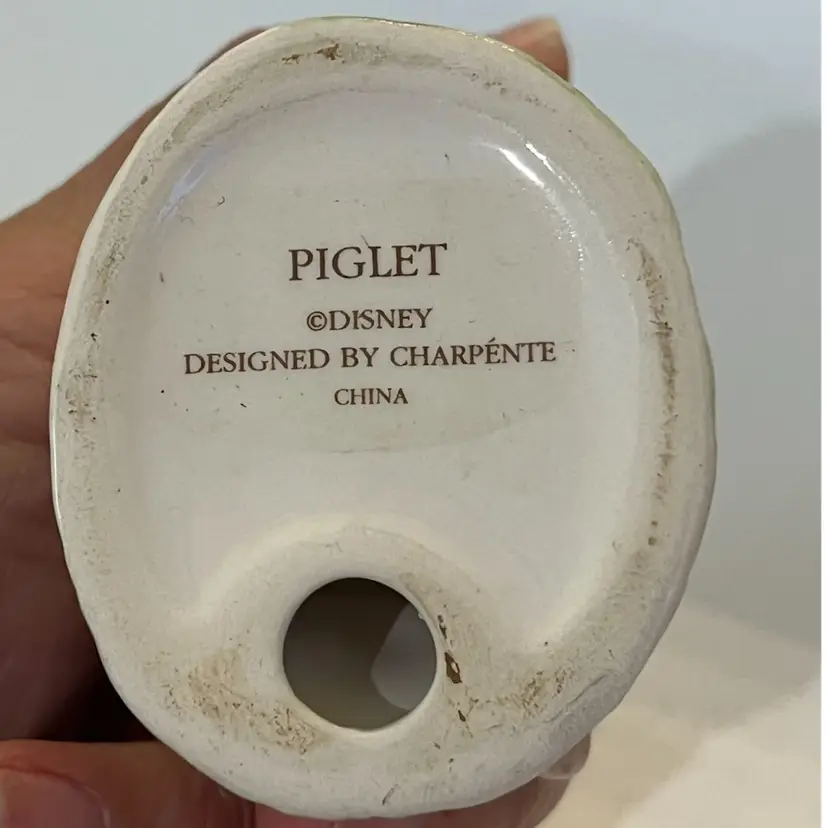 PIGLET
©DISNEY
DESIGNED BY CHARPÉNTE
CHINA